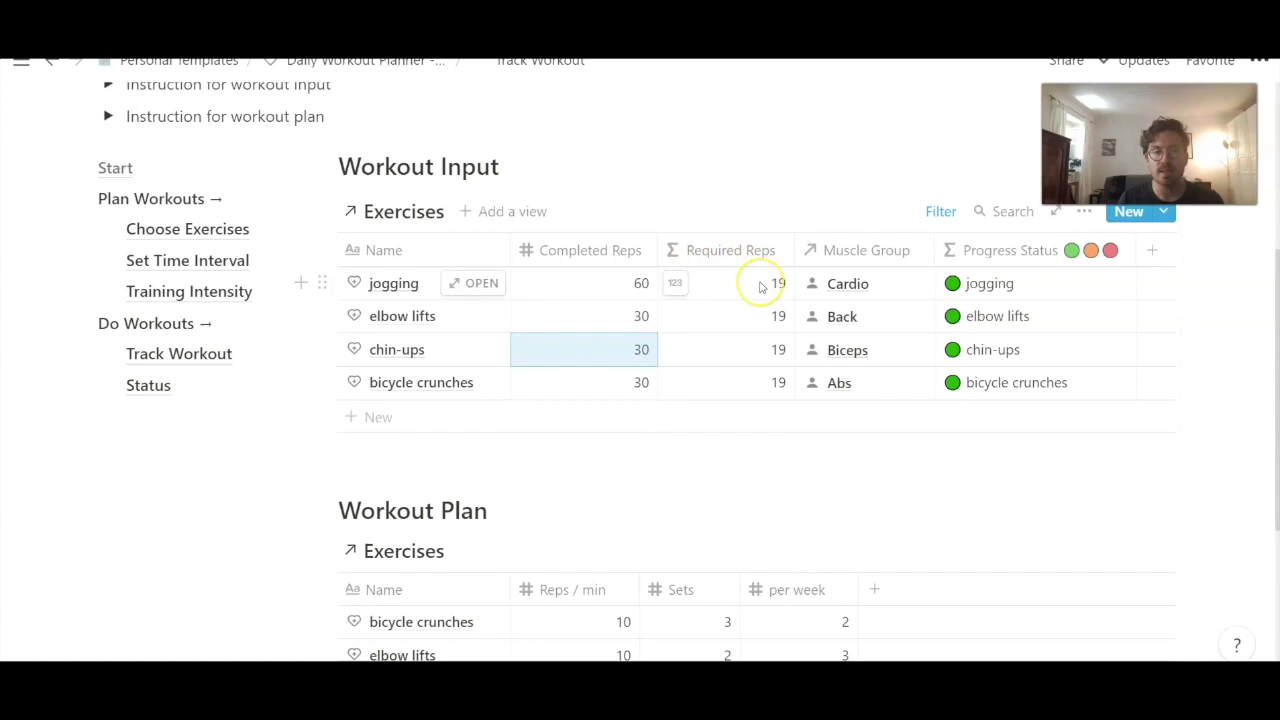 Personal Templates / Daily Workout Planner -... / Track Workout Share Updates Favorite ...
Instruction for workout input
Instruction for workout plan
Start
Plan Workouts →
Choose Exercises
Set Time Interval
Training Intensity
Do Workouts →
Track Workout
Status
Workout Input
Exercises + Add a view Filter Search ... New
Aa Name # Completed Reps Σ Required Reps Muscle Group Σ Progress Status +
jogging OPEN 60 123 19 Cardio jogging
elbow lifts 30 19 Back elbow lifts
chin-ups 30 19 Biceps chin-ups
bicycle crunches 30 19 Abs bicycle crunches
+ New
Workout Plan
Exercises
Aa Name # Reps / min # Sets # per week +
bicycle crunches 10 3 2
elbow lifts 10 2 3
?